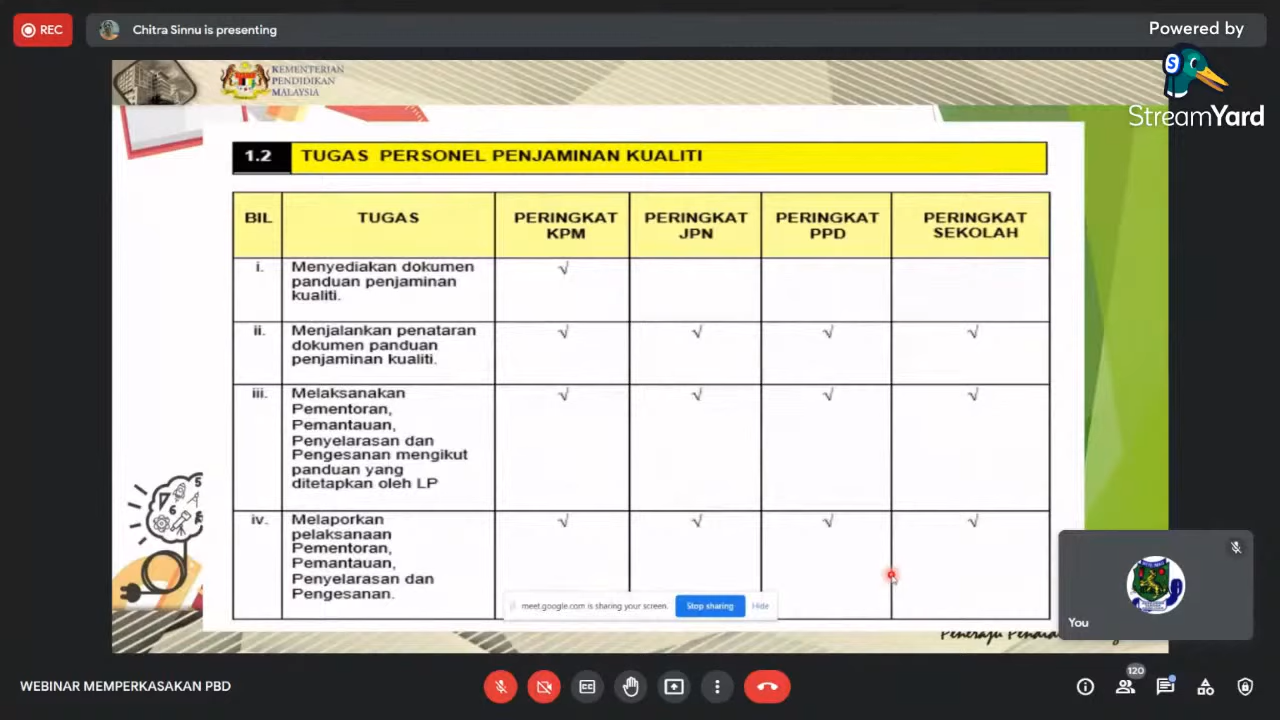 REC
Chitra Sinnu is presenting
Powered by
StreamYard
KEMENTERIAN
PENDIDIKAN
MALAYSIA
1.2 TUGAS PERSONEL PENJAMINAN KUALITI
BIL TUGAS PERINGKAT KPM PERINGKAT JPN PERINGKAT PPD PERINGKAT SEKOLAH
i. Menyediakan dokumen √
panduan penjaminan
kualiti.
ii. Menjalankan penataran √ √ √ √
dokumen panduan
penjaminan kualiti.
iii. Melaksanakan √ √ √ √
Pementoran,
Pemantauan,
Penyelarasan dan
Pengesanan mengikut
panduan yang
ditetapkan oleh LP
iv. Melaporkan √ √ √ √
pelaksanaan
Pementoran,
Pemantauan,
Penyelarasan dan
Pengesanan.
meet.google.com is sharing your screen. Stop sharing Hide
You
Peneraju
WEBINAR MEMPERKASAKAN PBD
120